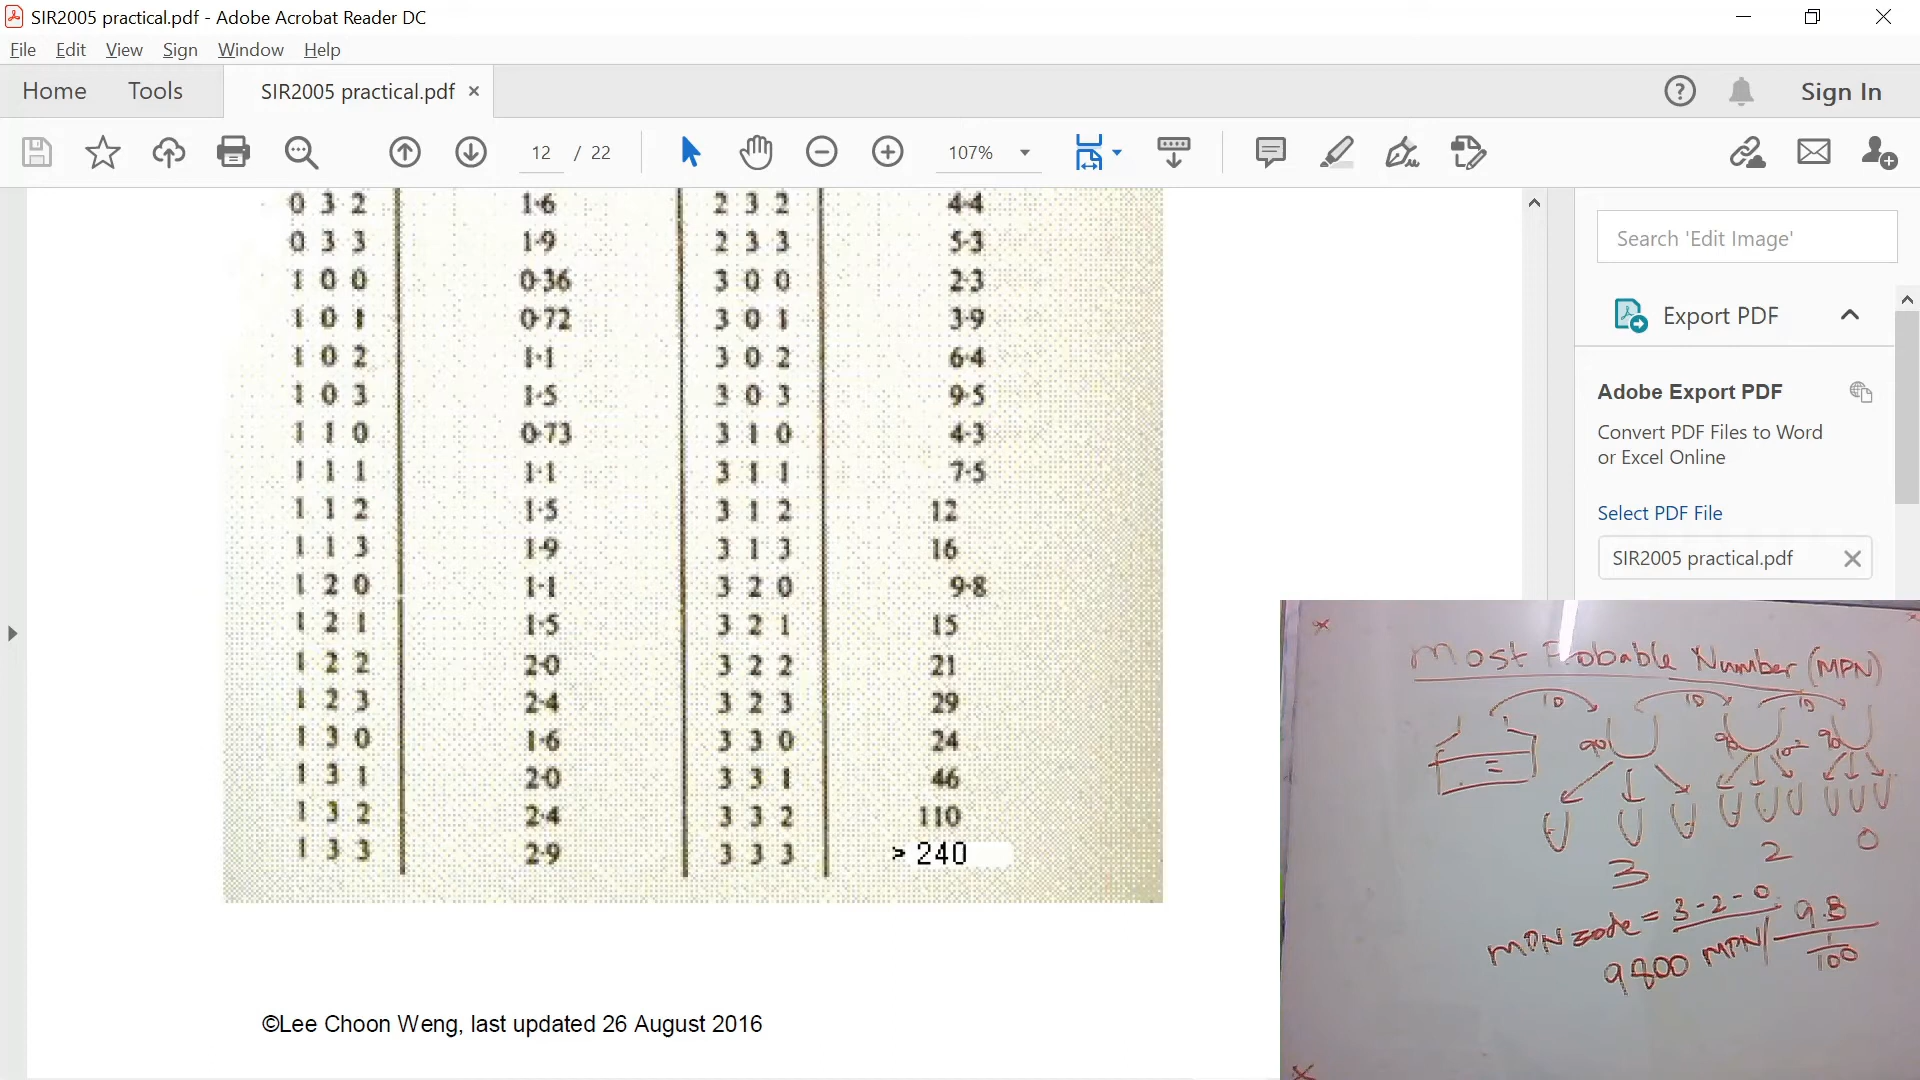 SIR2005 practical.pdf - Adobe Acrobat Reader DC
File Edit View Sign Window Help
Home Tools SIR2005 practical.pdf × Sign In
12 / 22 107%
0 3 2 1·6 2 3 2 4·4
0 3 3 1·9 2 3 3 5·3
1 0 0 0·36 3 0 0 2·3
1 0 1 0·72 3 0 1 3·9
1 0 2 1·1 3 0 2 6·4
1 0 3 1·5 3 0 3 9·5
1 1 0 0·73 3 1 0 4·3
1 1 1 1·1 3 1 1 7·5
1 1 2 1·5 3 1 2 12
1 1 3 1·9 3 1 3 16
1 2 0 1·1 3 2 0 9·8
1 2 1 1·5 3 2 1 15
1 2 2 2·0 3 2 2 21
1 2 3 2·4 3 2 3 29
1 3 0 1·6 3 3 0 24
1 3 1 2·0 3 3 1 46
1 3 2 2·4 3 3 2 110
1 3 3 2·9 3 3 3 > 240
©Lee Choon Weng, last updated 26 August 2016
Search 'Edit Image'
Export PDF
Adobe Export PDF
Convert PDF Files to Word
or Excel Online
Select PDF File
SIR2005 practical.pdf
Most Probable Number (MPN)
10 10 10
90 90 10⁻² 90
3 2 0
MPN code = 3-2-0
9.8
1/100
9800 MPN/